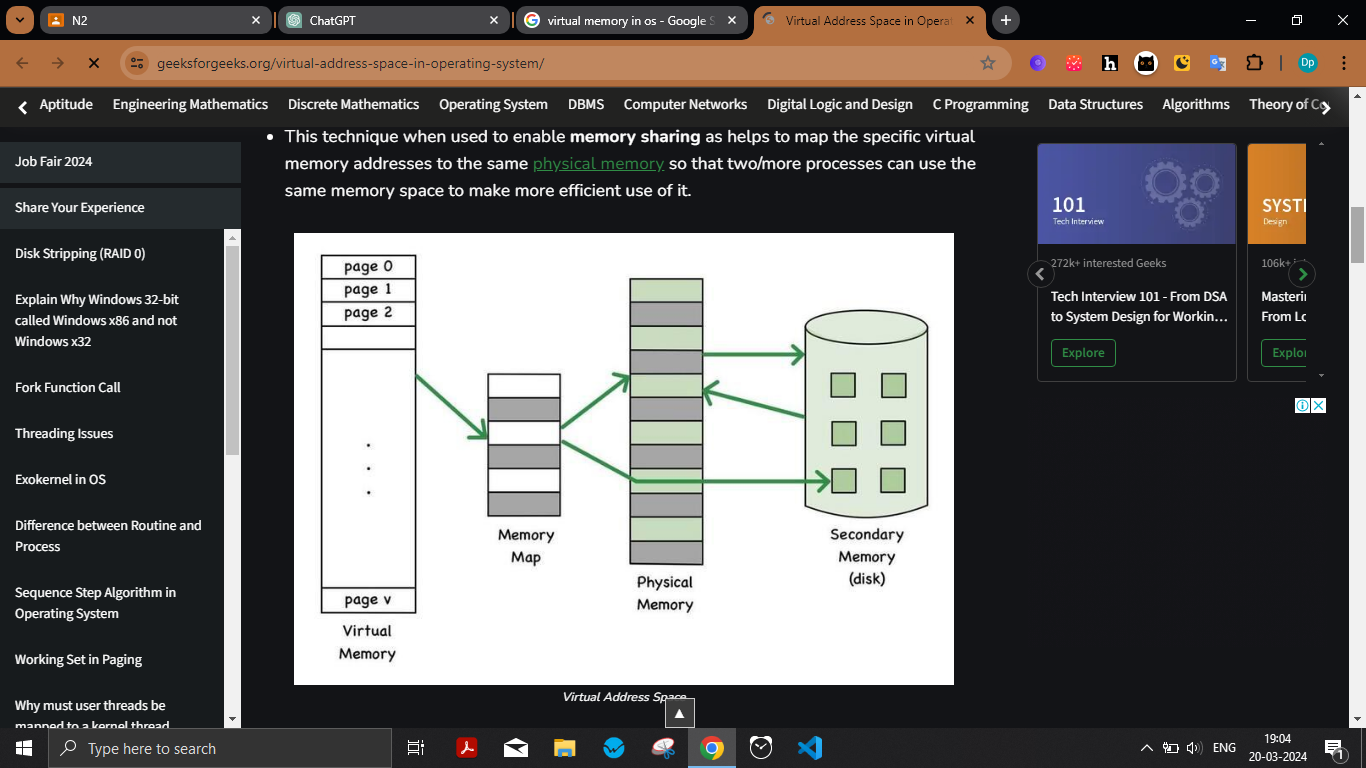 N2
ChatGPT
virtual memory in os - Google S
Virtual Address Space in Opera
geeksforgeeks.org/virtual-address-space-in-operating-system/
Dp
Aptitude
Engineering Mathematics
Discrete Mathematics
Operating System
DBMS
Computer Networks
Digital Logic and Design
C Programming
Data Structures
Algorithms
Theory of Co
Job Fair 2024
Share Your Experience
Disk Stripping (RAID 0)
Explain Why Windows 32-bit
called Windows x86 and not
Windows x32
Fork Function Call
Threading Issues
Exokernel in OS
Difference between Routine and
Process
Sequence Step Algorithm in
Operating System
Working Set in Paging
Why must user threads be
mapped to a kernel thread
This technique when used to enable memory sharing as helps to map the specific virtual
memory addresses to the same physical memory so that two/more processes can use the
same memory space to make more efficient use of it.
page 0
page 1
page 2
page v
Virtual
Memory
Memory
Map
Physical
Memory
Secondary
Memory
(disk)
Virtual Address Space
101
Tech Interview
272k+ interested Geeks
Tech Interview 101 - From DSA
to System Design for Workin...
Explore
SYSTE
Design
106k+
Masterin
From Lo
Explor
Type here to search
ENG
19:04
20-03-2024
1